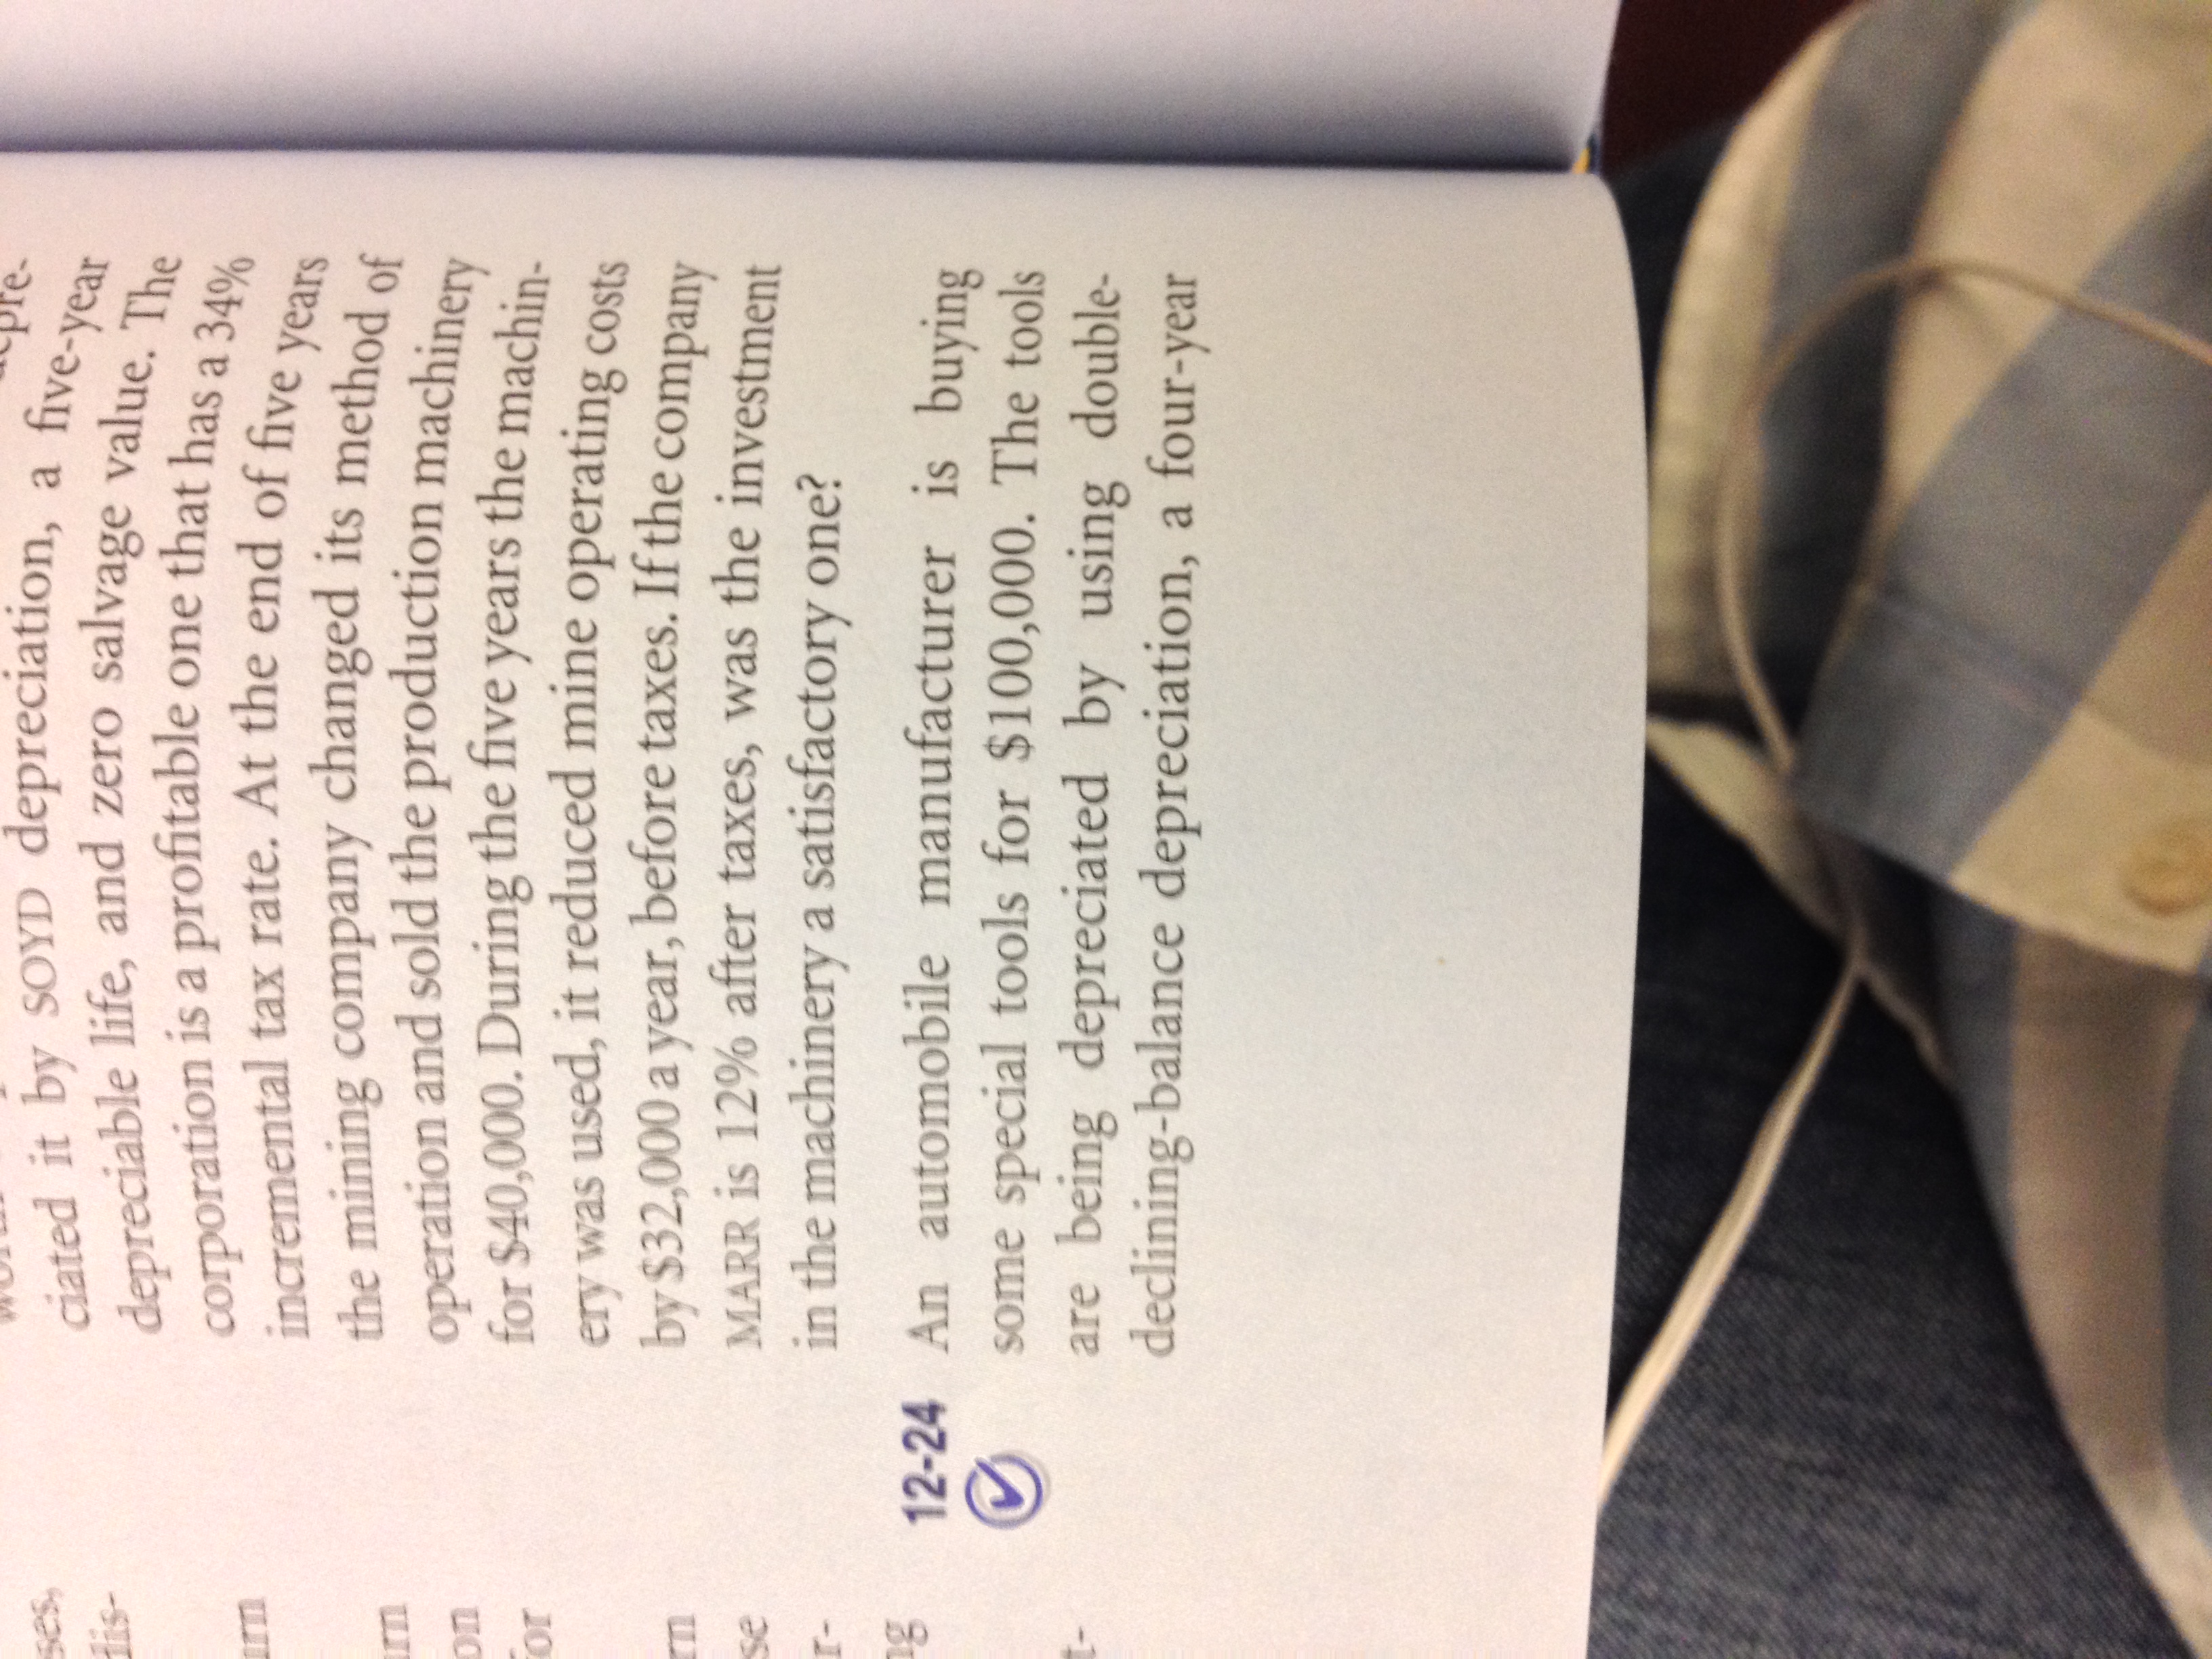 ses,
dis-
urn
urn
on
for
rn
se
r-
ng
t-
ciated it by SOYD depreciation, a five-year
depreciable life, and zero salvage value. The
corporation is a profitable one that has a 34%
incremental tax rate. At the end of five years
the mining company changed its method of
operation and sold the production machinery
for $40,000. During the five years the machin-
ery was used, it reduced mine operating costs
by $32,000 a year, before taxes. If the company
MARR is 12% after taxes, was the investment
in the machinery a satisfactory one?
12-24 An automobile manufacturer is buying
some special tools for $100,000. The tools
are being depreciated by using double-
declining-balance depreciation, a four-year